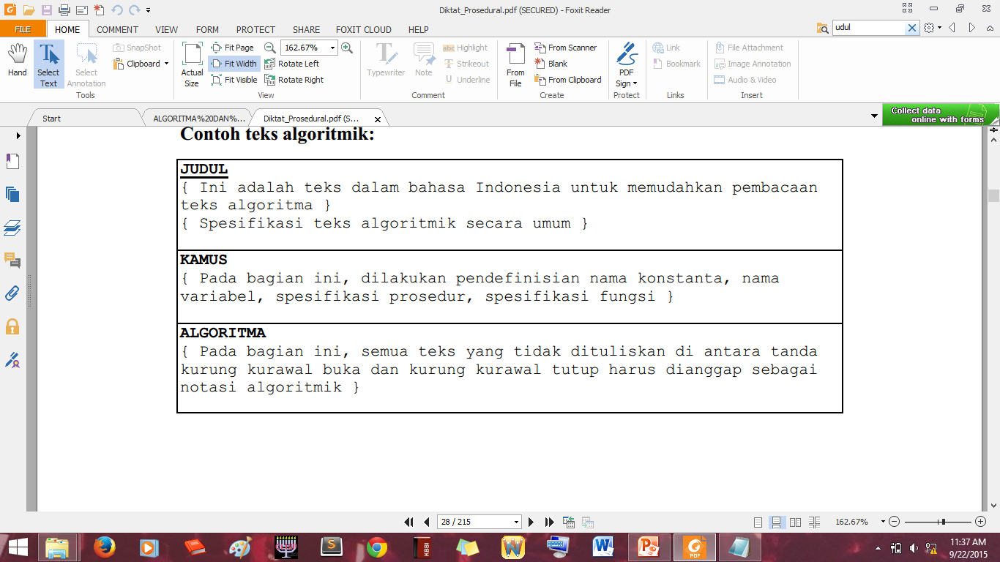 Diktat_Prosedural.pdf (SECURED) - Foxit Reader
FILE HOME COMMENT VIEW FORM PROTECT SHARE FOXIT CLOUD HELP udul
SnapShot Fit Page 162.67% abc Highlight From Scanner Link File Attachment
Clipboard Fit Width Rotate Left Strikeout Blank Bookmark Image Annotation
Hand Select Text Select Annotation Actual Size Fit Visible Rotate Right Typewriter Note Underline From File From Clipboard PDF Sign Audio & Video
Tools View Comment Create Protect Links Insert
Start ALGORITMA%20DAN%... Diktat_Prosedural.pdf (S... Collect data
online with forms
Contoh teks algoritmik:
JUDUL
{ Ini adalah teks dalam bahasa Indonesia untuk memudahkan pembacaan
teks algoritma }
{ Spesifikasi teks algoritmik secara umum }
KAMUS
{ Pada bagian ini, dilakukan pendefinisian nama konstanta, nama
variabel, spesifikasi prosedur, spesifikasi fungsi }
ALGORITMA
{ Pada bagian ini, semua teks yang tidak dituliskan di antara tanda
kurung kurawal buka dan kurung kurawal tutup harus dianggap sebagai
notasi algoritmik }
28 / 215 162.67%
KBBI PDF
11:37 AM
9/22/2015